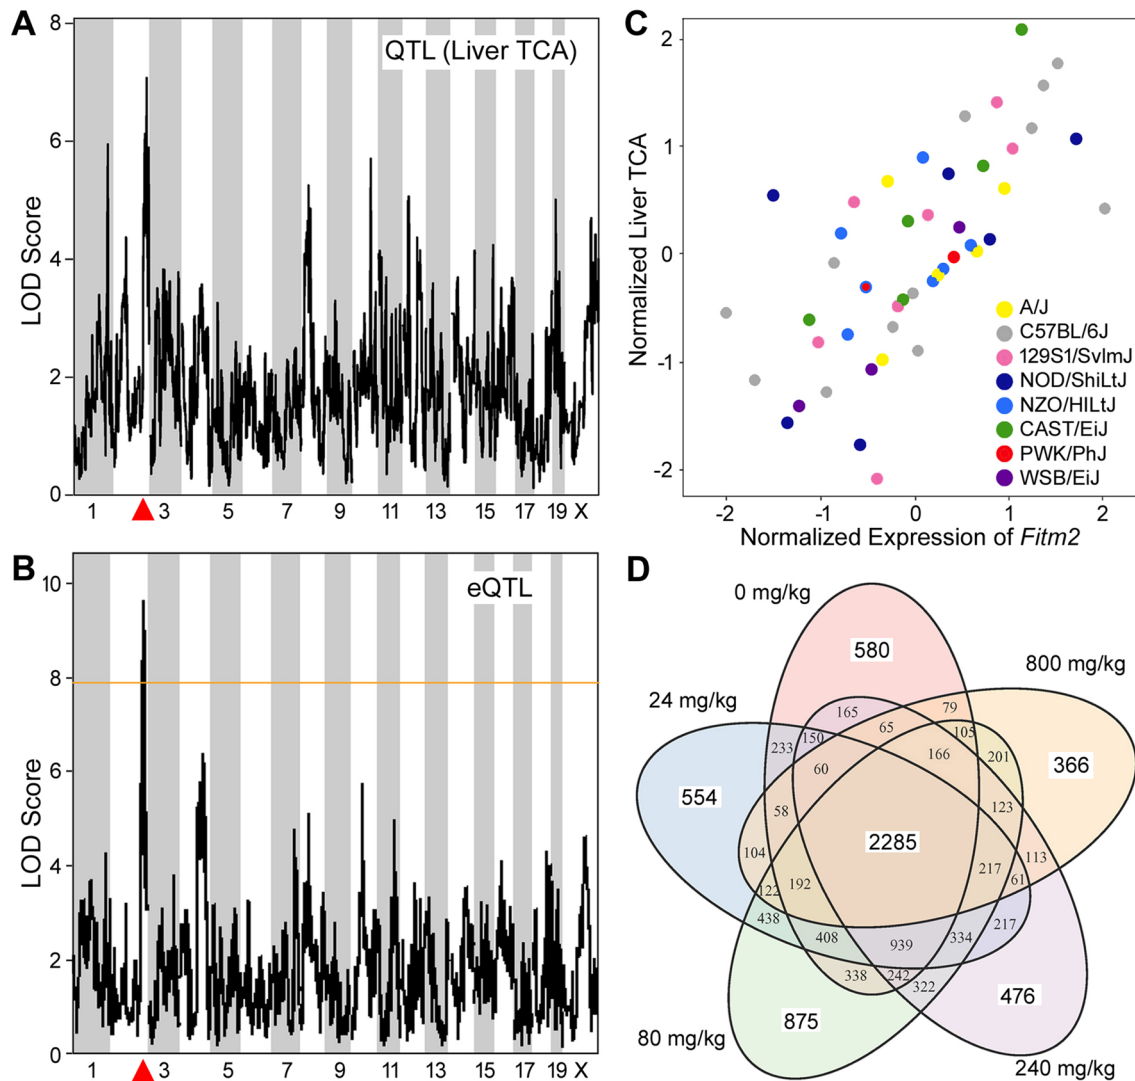 A
QTL (Liver TCA)
LOD Score
8
6
4
2
0
1 3 5 7 9 11 13 15 17 19 X
B
eQTL
LOD Score
10
8
6
4
2
0
1 3 5 7 9 11 13 15 17 19 X
C
Normalized Liver TCA
2
1
0
-1
-2
A/J
C57BL/6J
129S1/SvImJ
NOD/ShiLtJ
NZO/HILtJ
CAST/EiJ
PWK/PhJ
WSB/EiJ
-2 -1 0 1 2
Normalized Expression of Fitm2
D
0 mg/kg
800 mg/kg
24 mg/kg
80 mg/kg
240 mg/kg
580
165 79
65 105
233 150 166 201
60 366
554 58 123
2285
104 217 113
122 192 61
438 217
408 939 334
338 242 322
875 476